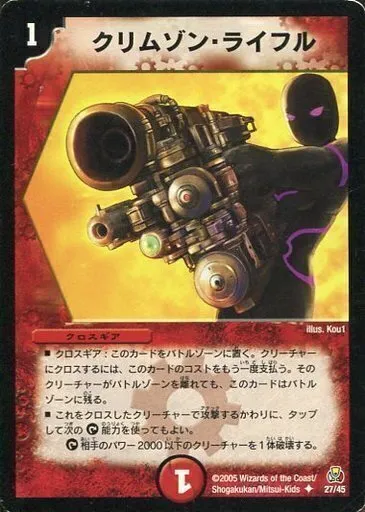 1
クリムゾン・ライフル
illus. Kou1
クロスギア
■ クロスギア:このカードをバトルゾーンに置く。クリーチャー
にクロスするには、このカードのコストをもう一度支払う。その
クリーチャーがバトルゾーンを離れても、このカードはバトル
ゾーンに残る。
■ これをクロスしたクリーチャーで攻撃するかわりに、タップ
して次の能力を使ってもよい。
相手のパワー2000以下のクリーチャーを1体破壊する。
1
©2005 Wizards of the Coast/
Shogakukan/Mitsui-Kids
27/45